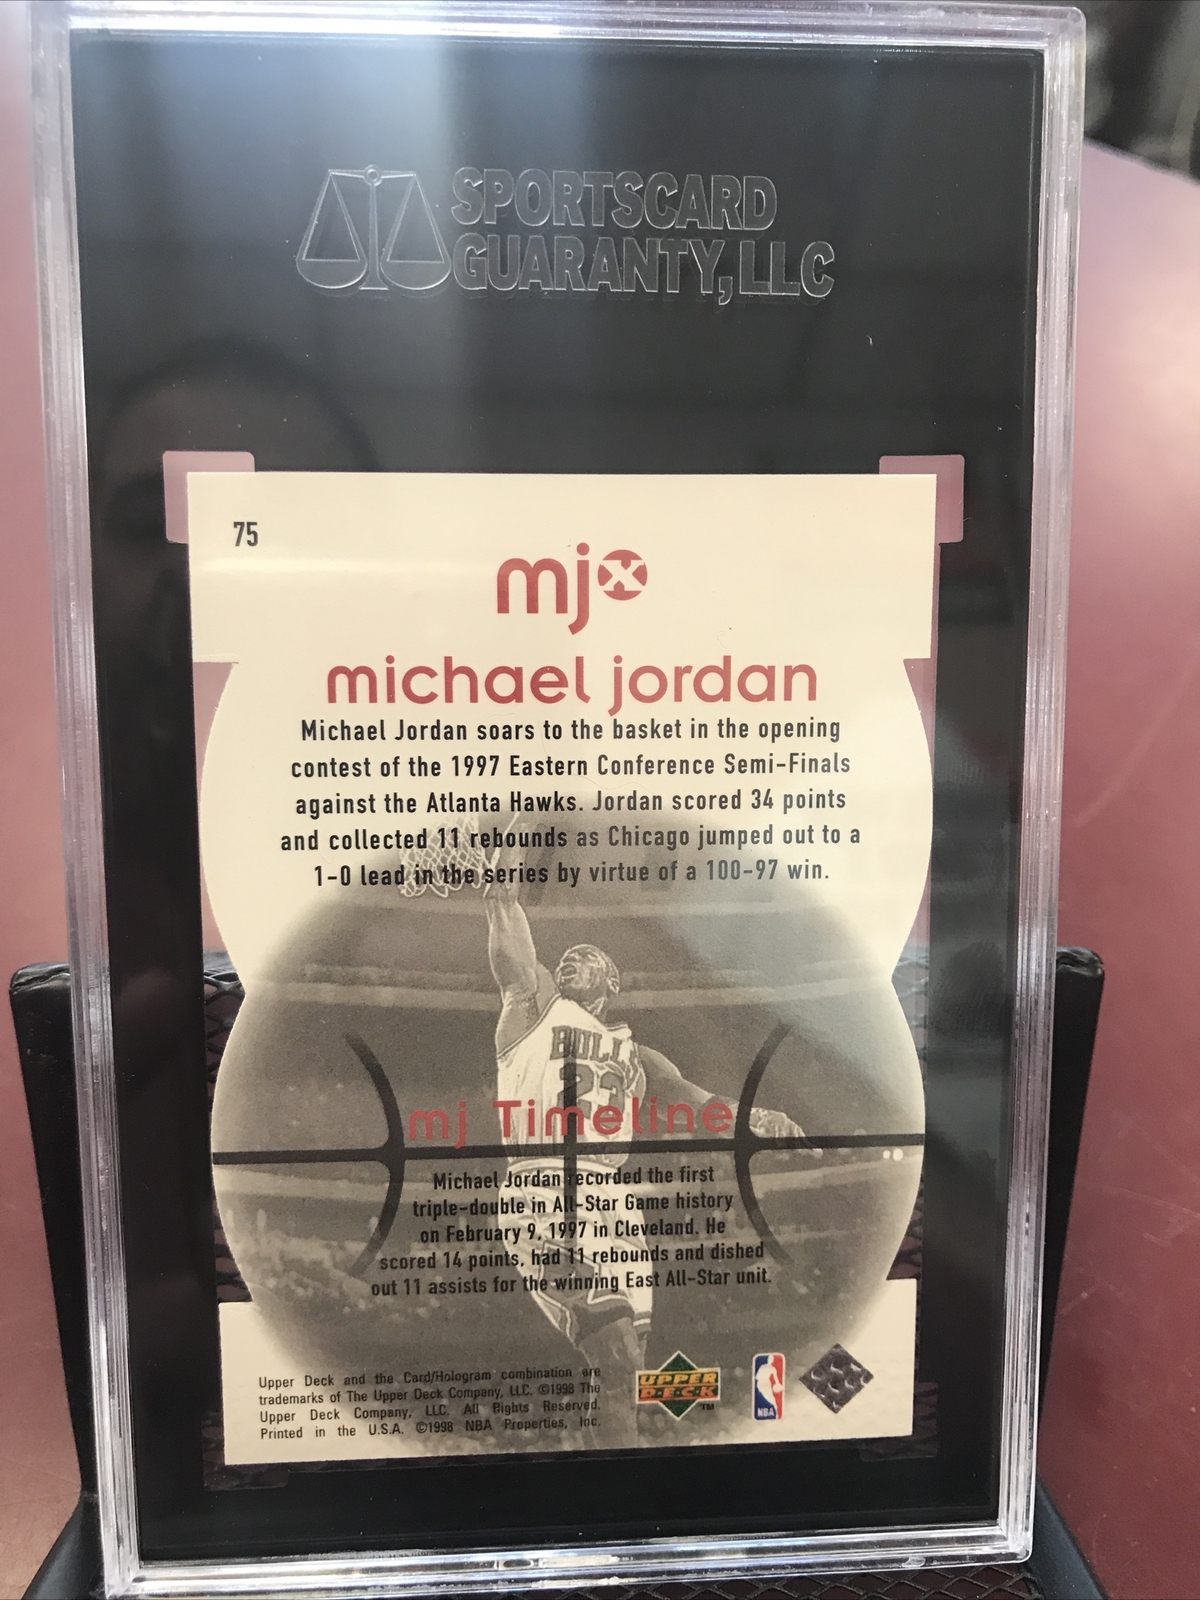 SPORTSCARD
GUARANTY, LLC
75
mjx
michael jordan
Michael Jordan soars to the basket in the opening
contest of the 1997 Eastern Conference Semi-Finals
against the Atlanta Hawks. Jordan scored 34 points
and collected 11 rebounds as Chicago jumped out to a
1-0 lead in the series by virtue of a 100-97 win.
BULLS
23
mj Timeline
Michael Jordan recorded the first
triple-double in All-Star Game history
on February 9, 1997 in Cleveland. He
scored 14 points, had 11 rebounds and dished
out 11 assists for the winning East All-Star unit.
Upper Deck and the Card/Hologram combination are
trademarks of The Upper Deck Company, LLC. ©1998 The
Upper Deck Company, LLC. All Rights Reserved.
Printed in the U.S.A. ©1998 NBA Properties, Inc.
UPPER
DECK
TM
NBA